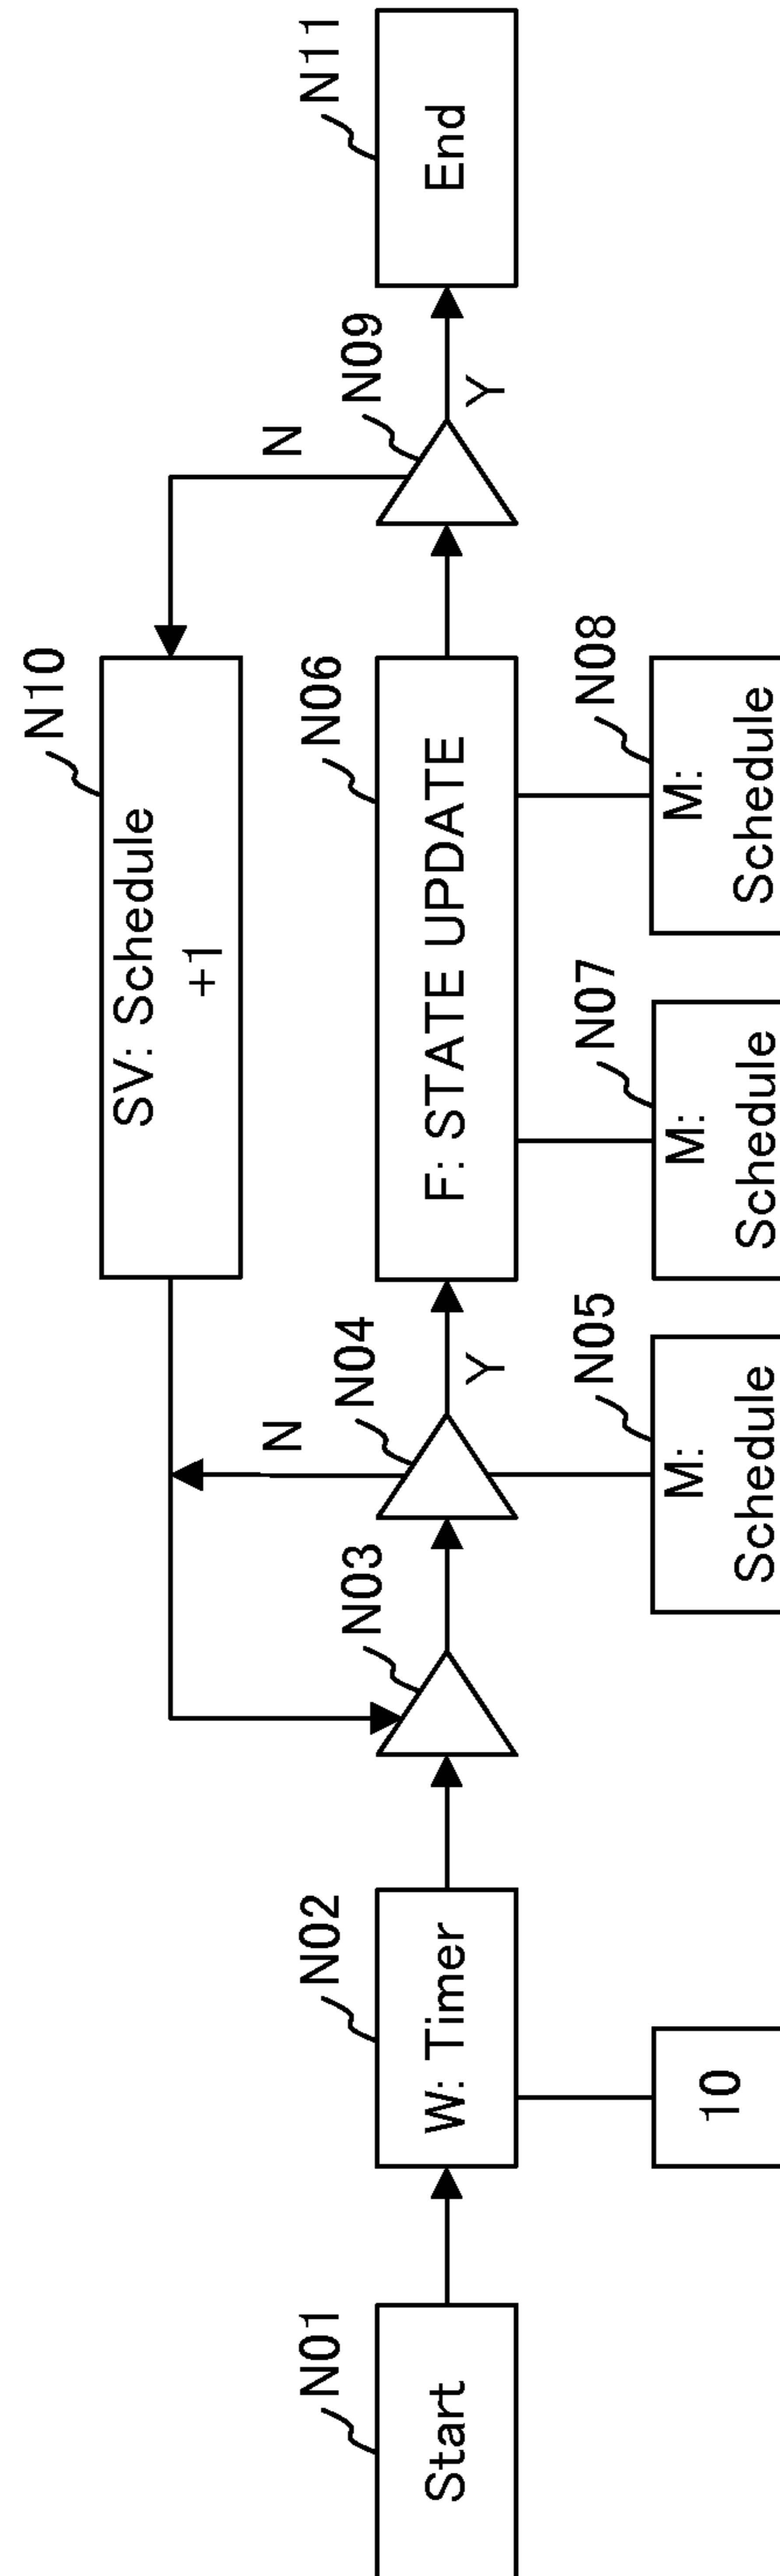 N10
SV: Schedule
+1
N
N
N01
N02
N03
N04
N06
N09
N11
Start
W: Timer
F: STATE UPDATE
End
Y
Y
N05
N07
N08
10
M:
Schedule
M:
Schedule
M:
Schedule